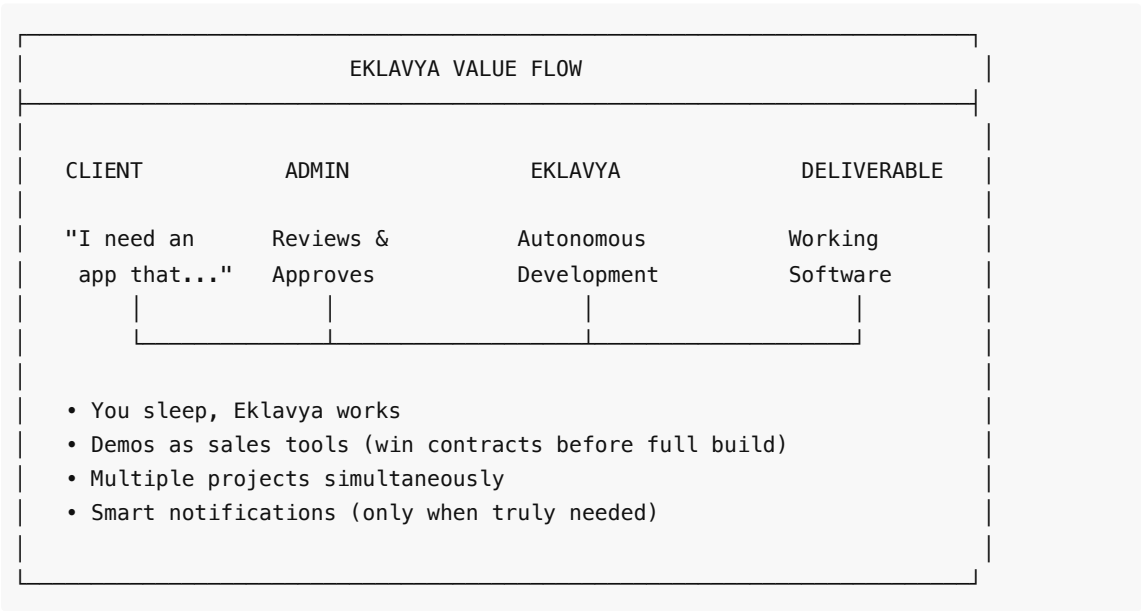 EKLAVYA VALUE FLOW
CLIENT ADMIN EKLAVYA DELIVERABLE
"I need an Reviews & Autonomous Working
app that..." Approves Development Software
• You sleep, Eklavya works
• Demos as sales tools (win contracts before full build)
• Multiple projects simultaneously
• Smart notifications (only when truly needed)